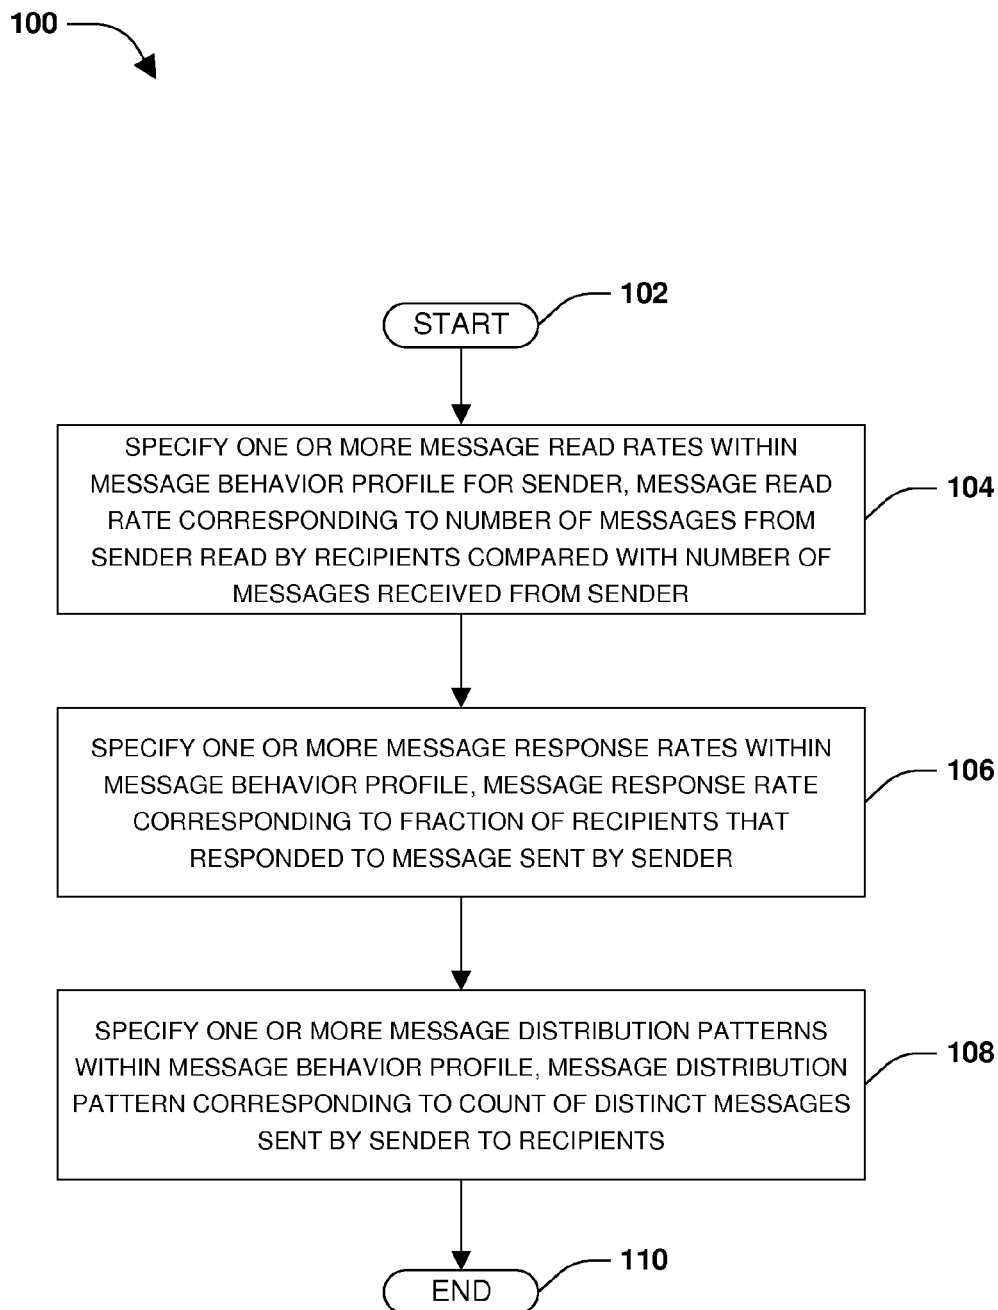 100
102
START
SPECIFY ONE OR MORE MESSAGE READ RATES WITHIN
MESSAGE BEHAVIOR PROFILE FOR SENDER, MESSAGE READ
RATE CORRESPONDING TO NUMBER OF MESSAGES FROM
SENDER READ BY RECIPIENTS COMPARED WITH NUMBER OF
MESSAGES RECEIVED FROM SENDER
104
SPECIFY ONE OR MORE MESSAGE RESPONSE RATES WITHIN
MESSAGE BEHAVIOR PROFILE, MESSAGE RESPONSE RATE
CORRESPONDING TO FRACTION OF RECIPIENTS THAT
RESPONDED TO MESSAGE SENT BY SENDER
106
SPECIFY ONE OR MORE MESSAGE DISTRIBUTION PATTERNS
WITHIN MESSAGE BEHAVIOR PROFILE, MESSAGE DISTRIBUTION
PATTERN CORRESPONDING TO COUNT OF DISTINCT MESSAGES
SENT BY SENDER TO RECIPIENTS
108
110
END